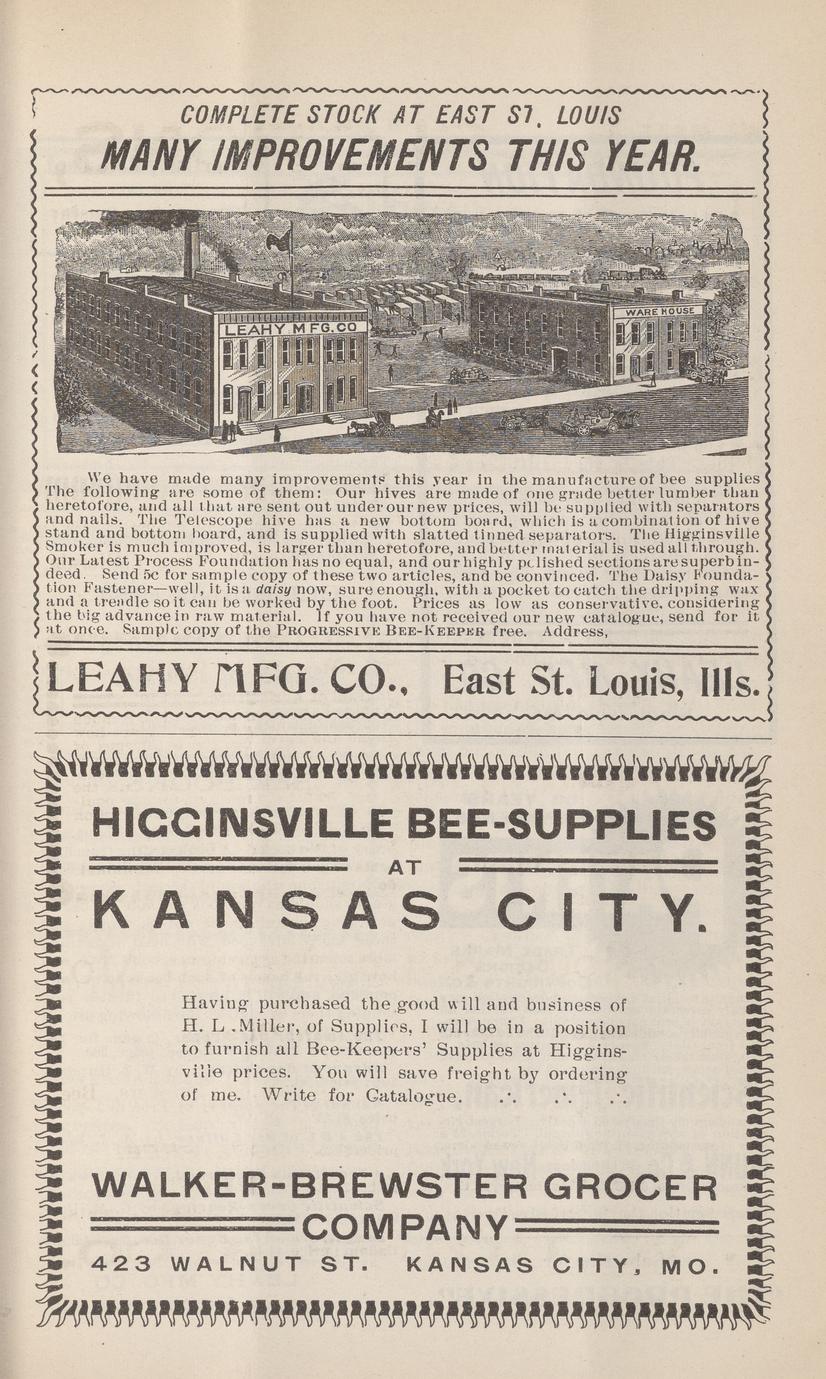 COMPLETE STOCK AT EAST ST. LOUIS
MANY IMPROVEMENTS THIS YEAR.
LEAHY MFG. CO
WARE HOUSE
We have made many improvements this year in the manufacture of bee supplies
The following are some of them: Our hives are made of one grade better lumber than
heretofore, and all that are sent out under our new prices, will be supplied with separators
and nails. The Telescope hive has a new bottom board, which is a combination of hive
stand and bottom board, and is supplied with slatted tinned separators. The Higginsville
Smoker is much improved, is larger than heretofore, and better material is used all through.
Our Latest Process Foundation has no equal, and our highly polished sections are superb in-
deed. Send 5c for sample copy of these two articles, and be convinced. The Daisy Founda-
tion Fastener—well, it is a daisy now, sure enough, with a pocket to catch the dripping wax
and a treadle so it can be worked by the foot. Prices as low as conservative, considering
the big advance in raw material. If you have not received our new catalogue, send for it
at once. Sample copy of the PROGRESSIVE BEE-KEEPER free. Address,
LEAHY MFG. CO., East St. Louis, Ills.
HIGGINSVILLE BEE-SUPPLIES
AT
KANSAS CITY.
Having purchased the good will and business of
H. L .Miller, of Supplies, I will be in a position
to furnish all Bee-Keepers' Supplies at Higgins-
ville prices. You will save freight by ordering
of me. Write for Catalogue. ∴ ∴ ∴
WALKER-BREWSTER GROCER
COMPANY
423 WALNUT ST. KANSAS CITY, MO.